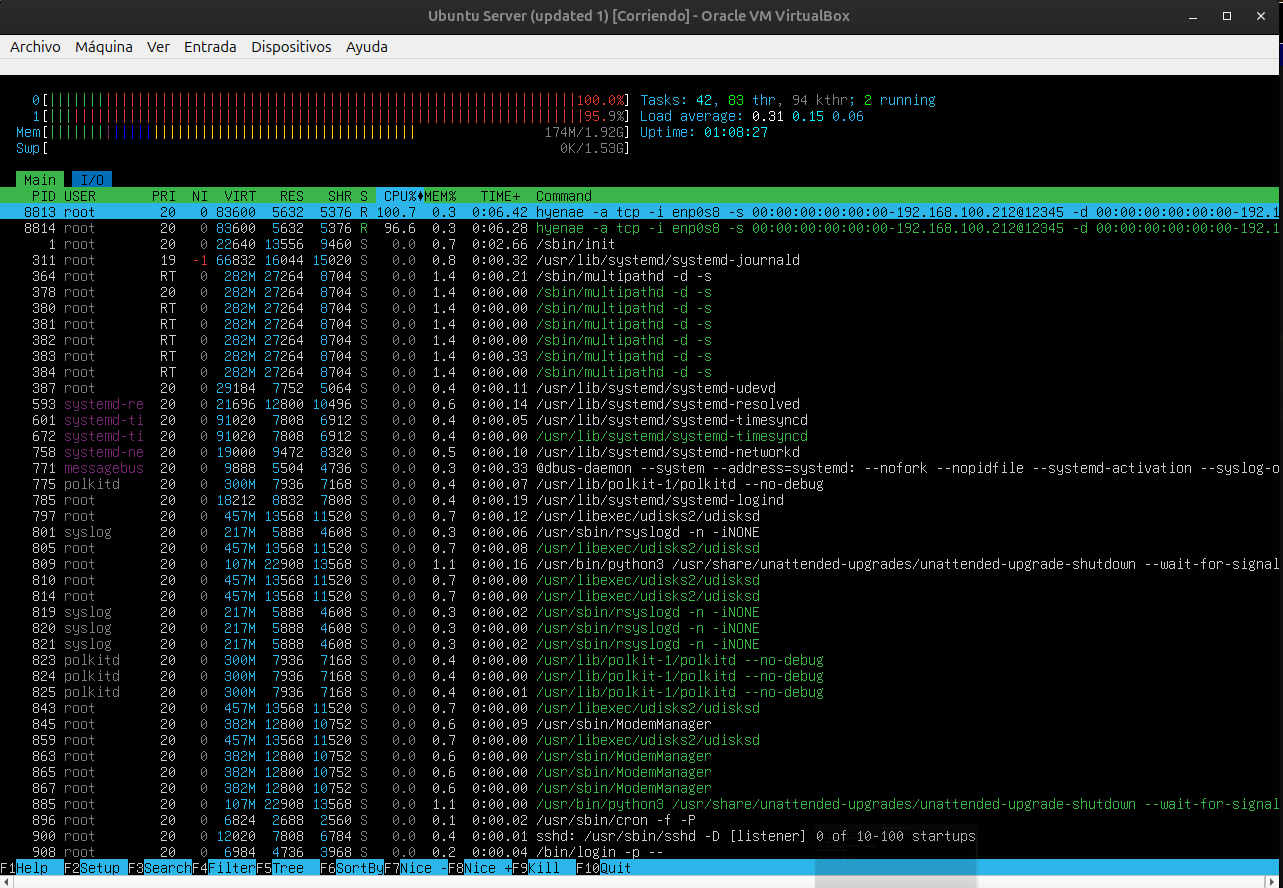 Ubuntu Server (updated 1) [Corriendo] - Oracle VM VirtualBox
Archivo Máquina Ver Entrada Dispositivos Ayuda
0[||||||||||||||||||||||||||||||||||||||||||||||||||||||||||||||||||100.0%] Tasks: 42, 83 thr, 94 kthr; 2 running
1[|||||||||||||||||||||||||||||||||||||||||||||||||||||||||||||||||||95.9%] Load average: 0.31 0.15 0.06
Mem[||||||||||||||||||||||||||||||||||||||||||||||174M/1.92G] Uptime: 01:08:27
Swp[0K/1.53G]
Main I/O
PID USER PRI NI VIRT RES SHR S CPU% MEM% TIME+ Command
8813 root 20 0 83600 5632 5376 R 100.7 0.3 0:06.42 hyenae -a tcp -i enp0s8 -s 00:00:00:00:00:00-192.168.100.212@12345 -d 00:00:00:00:00:00-192.1
8814 root 20 0 83600 5632 5376 R 96.6 0.3 0:06.28 hyenae -a tcp -i enp0s8 -s 00:00:00:00:00:00-192.168.100.212@12345 -d 00:00:00:00:00:00-192.1
1 root 20 0 22640 13556 9460 S 0.0 0.7 0:02.66 /sbin/init
311 root 19 -1 66832 16044 15020 S 0.0 0.8 0:00.32 /usr/lib/systemd/systemd-journald
364 root RT 0 282M 27264 8704 S 0.0 1.4 0:00.21 /sbin/multipathd -d -s
378 root 20 0 282M 27264 8704 S 0.0 1.4 0:00.00 /sbin/multipathd -d -s
380 root RT 0 282M 27264 8704 S 0.0 1.4 0:00.00 /sbin/multipathd -d -s
381 root RT 0 282M 27264 8704 S 0.0 1.4 0:00.00 /sbin/multipathd -d -s
382 root RT 0 282M 27264 8704 S 0.0 1.4 0:00.00 /sbin/multipathd -d -s
383 root RT 0 282M 27264 8704 S 0.0 1.4 0:00.33 /sbin/multipathd -d -s
384 root RT 0 282M 27264 8704 S 0.0 1.4 0:00.00 /sbin/multipathd -d -s
387 root 20 0 29184 7752 5064 S 0.0 0.4 0:00.11 /usr/lib/systemd/systemd-udevd
593 systemd-re 20 0 21696 12800 10496 S 0.0 0.6 0:00.14 /usr/lib/systemd/systemd-resolved
601 systemd-ti 20 0 91020 7808 6912 S 0.0 0.4 0:00.05 /usr/lib/systemd/systemd-timesyncd
672 systemd-ti 20 0 91020 7808 6912 S 0.0 0.4 0:00.00 /usr/lib/systemd/systemd-timesyncd
758 systemd-ne 20 0 19000 9472 8320 S 0.0 0.5 0:00.10 /usr/lib/systemd/systemd-networkd
771 messagebus 20 0 9888 5504 4736 S 0.0 0.3 0:00.33 @dbus-daemon --system --address=systemd: --nofork --nopidfile --systemd-activation --syslog-o
775 polkitd 20 0 300M 7936 7168 S 0.0 0.4 0:00.07 /usr/lib/polkit-1/polkitd --no-debug
785 root 20 0 18212 8832 7808 S 0.0 0.4 0:00.19 /usr/lib/systemd/systemd-logind
797 root 20 0 457M 13568 11520 S 0.0 0.7 0:00.12 /usr/libexec/udisks2/udisksd
801 syslog 20 0 217M 5888 4608 S 0.0 0.3 0:00.06 /usr/sbin/rsyslogd -n -iNONE
805 root 20 0 457M 13568 11520 S 0.0 0.7 0:00.08 /usr/libexec/udisks2/udisksd
809 root 20 0 107M 22908 13568 S 0.0 1.1 0:00.16 /usr/bin/python3 /usr/share/unattended-upgrades/unattended-upgrade-shutdown --wait-for-signal
810 root 20 0 457M 13568 11520 S 0.0 0.7 0:00.00 /usr/libexec/udisks2/udisksd
814 root 20 0 457M 13568 11520 S 0.0 0.7 0:00.00 /usr/libexec/udisks2/udisksd
819 syslog 20 0 217M 5888 4608 S 0.0 0.3 0:00.02 /usr/sbin/rsyslogd -n -iNONE
820 syslog 20 0 217M 5888 4608 S 0.0 0.3 0:00.00 /usr/sbin/rsyslogd -n -iNONE
821 syslog 20 0 217M 5888 4608 S 0.0 0.3 0:00.02 /usr/sbin/rsyslogd -n -iNONE
823 polkitd 20 0 300M 7936 7168 S 0.0 0.4 0:00.00 /usr/lib/polkit-1/polkitd --no-debug
824 polkitd 20 0 300M 7936 7168 S 0.0 0.4 0:00.00 /usr/lib/polkit-1/polkitd --no-debug
825 polkitd 20 0 300M 7936 7168 S 0.0 0.4 0:00.01 /usr/lib/polkit-1/polkitd --no-debug
843 root 20 0 457M 13568 11520 S 0.0 0.7 0:00.00 /usr/libexec/udisks2/udisksd
845 root 20 0 382M 12800 10752 S 0.0 0.6 0:00.09 /usr/sbin/ModemManager
859 root 20 0 457M 13568 11520 S 0.0 0.7 0:00.00 /usr/libexec/udisks2/udisksd
863 root 20 0 382M 12800 10752 S 0.0 0.6 0:00.00 /usr/sbin/ModemManager
865 root 20 0 382M 12800 10752 S 0.0 0.6 0:00.00 /usr/sbin/ModemManager
867 root 20 0 382M 12800 10752 S 0.0 0.6 0:00.00 /usr/sbin/ModemManager
885 root 20 0 107M 22908 13568 S 0.0 1.1 0:00.00 /usr/bin/python3 /usr/share/unattended-upgrades/unattended-upgrade-shutdown --wait-for-signal
896 root 20 0 6824 2688 2560 S 0.0 0.1 0:00.02 /usr/sbin/cron -f -P
900 root 20 0 12020 7808 6784 S 0.0 0.4 0:00.01 sshd: /usr/sbin/sshd -D [listener] 0 of 10-100 startups
908 root 20 0 6984 4736 3968 S 0.0 0.2 0:00.04 /bin/login -p --
F1Help F2Setup F3SearchF4FilterF5Tree F6SortByF7Nice -F8Nice +F9Kill F10Quit